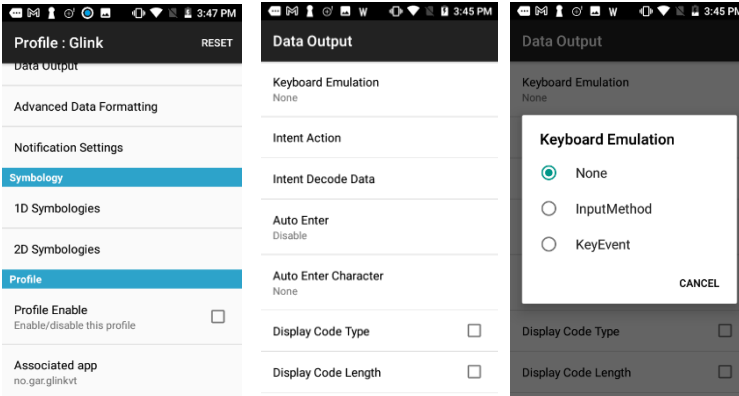 3:47 PM
Profile : Glink
RESET
Data Output
Advanced Data Formatting
Notification Settings
Symbology
1D Symbologies
2D Symbologies
Profile
Profile Enable
Enable/disable this profile
Associated app
no.gar.glinkvt
W
3:45 PM
Data Output
Keyboard Emulation
None
Intent Action
Intent Decode Data
Auto Enter
Disable
Auto Enter Character
None
Display Code Type
Display Code Length
W
3:45 PM
Data Output
Keyboard Emulation
None
Keyboard Emulation
None
InputMethod
KeyEvent
CANCEL
Display Code Type
Display Code Length